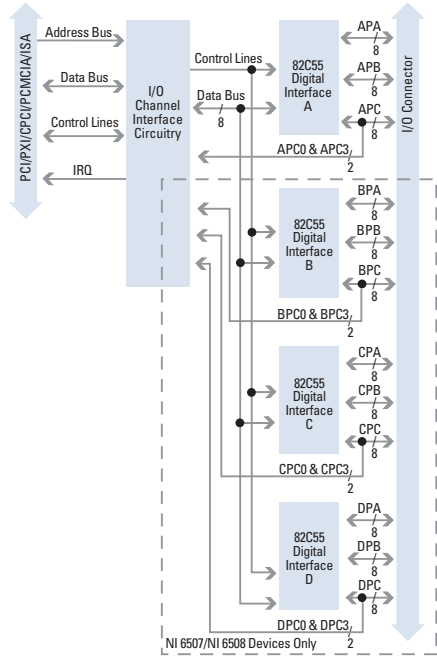 PCI/PXI/CPCI/PCMCIA/ISA
Address Bus
Data Bus
Control Lines
IRQ
I/O
Channel
Interface
Circuitry
Control Lines
Data Bus
8
82C55
Digital
Interface
A
APA
8
APB
8
APC
8
APC0 & APC3
2
I/O Connector
82C55
Digital
Interface
B
BPA
8
BPB
8
BPC
8
BPC0 & BPC3
2
82C55
Digital
Interface
C
CPA
8
CPB
8
CPC
8
CPC0 & CPC3
2
82C55
Digital
Interface
D
DPA
8
DPB
8
DPC
8
DPC0 & DPC3
2
NI 6507/NI 6508 Devices Only